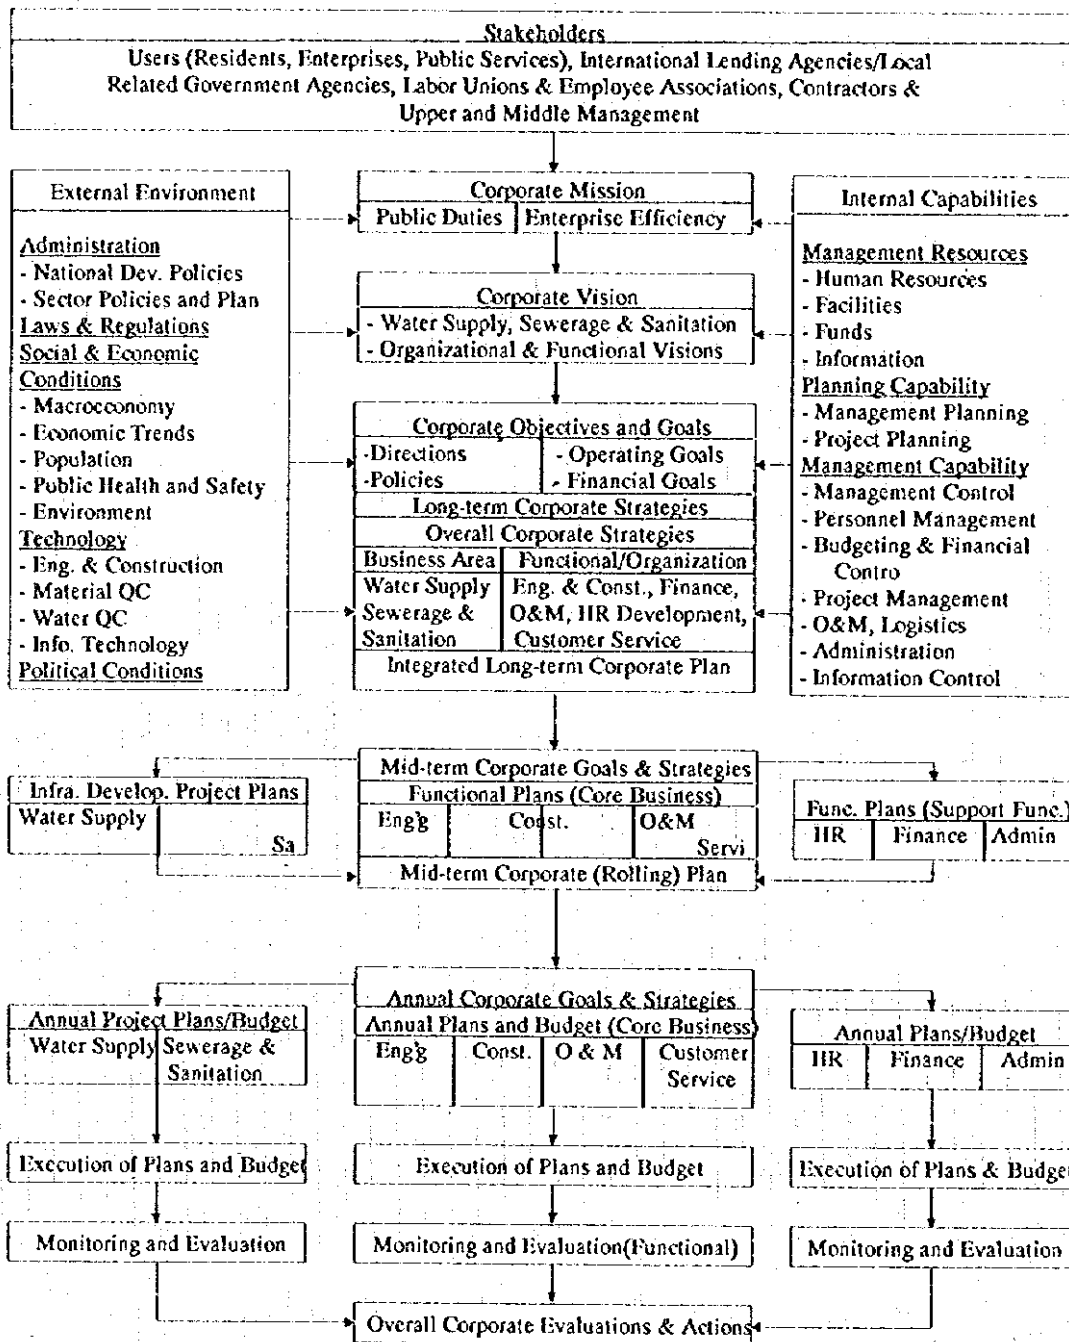 Stakeholders
Users (Residents, Enterprises, Public Services), International Lending Agencies/Local
Related Government Agencies, Labor Unions & Employee Associations, Contractors &
Upper and Middle Management
External Environment
Administration
- National Dev. Policies
- Sector Policies and Plan
Laws & Regulations
Social & Economic
Conditions
- Macroeconomy
- Economic Trends
- Population
- Public Health and Safety
- Environment
Technology
- Eng. & Construction
- Material QC
- Water QC
- Info. Technology
Political Conditions
Corporate Mission
Public Duties Enterprise Efficiency
Corporate Vision
- Water Supply, Sewerage & Sanitation
- Organizational & Functional Visions
Corporate Objectives and Goals
-Directions - Operating Goals
-Policies - Financial Goals
Long-term Corporate Strategies
Overall Corporate Strategies
Business Area Functional/Organization
Water Supply Eng. & Const., Finance,
Sewerage & O&M, HR Development,
Sanitation Customer Service
Integrated Long-term Corporate Plan
Internal Capabilities
Management Resources
- Human Resources
- Facilities
- Funds
- Information
Planning Capability
- Management Planning
- Project Planning
Management Capability
- Management Control
- Personnel Management
- Budgeting & Financial
Contro
- Project Management
- O&M, Logistics
- Administration
- Information Control
Infra. Develop. Project Plans
Water Supply
Sa
Mid-term Corporate Goals & Strategies
Functional Plans (Core Business)
Eng'g Const. O&M
Servi
Mid-term Corporate (Rolling) Plan
Func. Plans (Support Func.)
HR Finance Admin
Annual Project Plans/Budget
Water Supply Sewerage &
Sanitation
Annual Corporate Goals & Strategies
Annual Plans and Budget (Core Business)
Eng'g Const. O & M Customer
Service
Annual Plans/Budget
HR Finance Admin
Execution of Plans and Budget
Execution of Plans and Budget
Execution of Plans & Budget
Monitoring and Evaluation
Monitoring and Evaluation(Functional)
Monitoring and Evaluation
Overall Corporate Evaluations & Actions